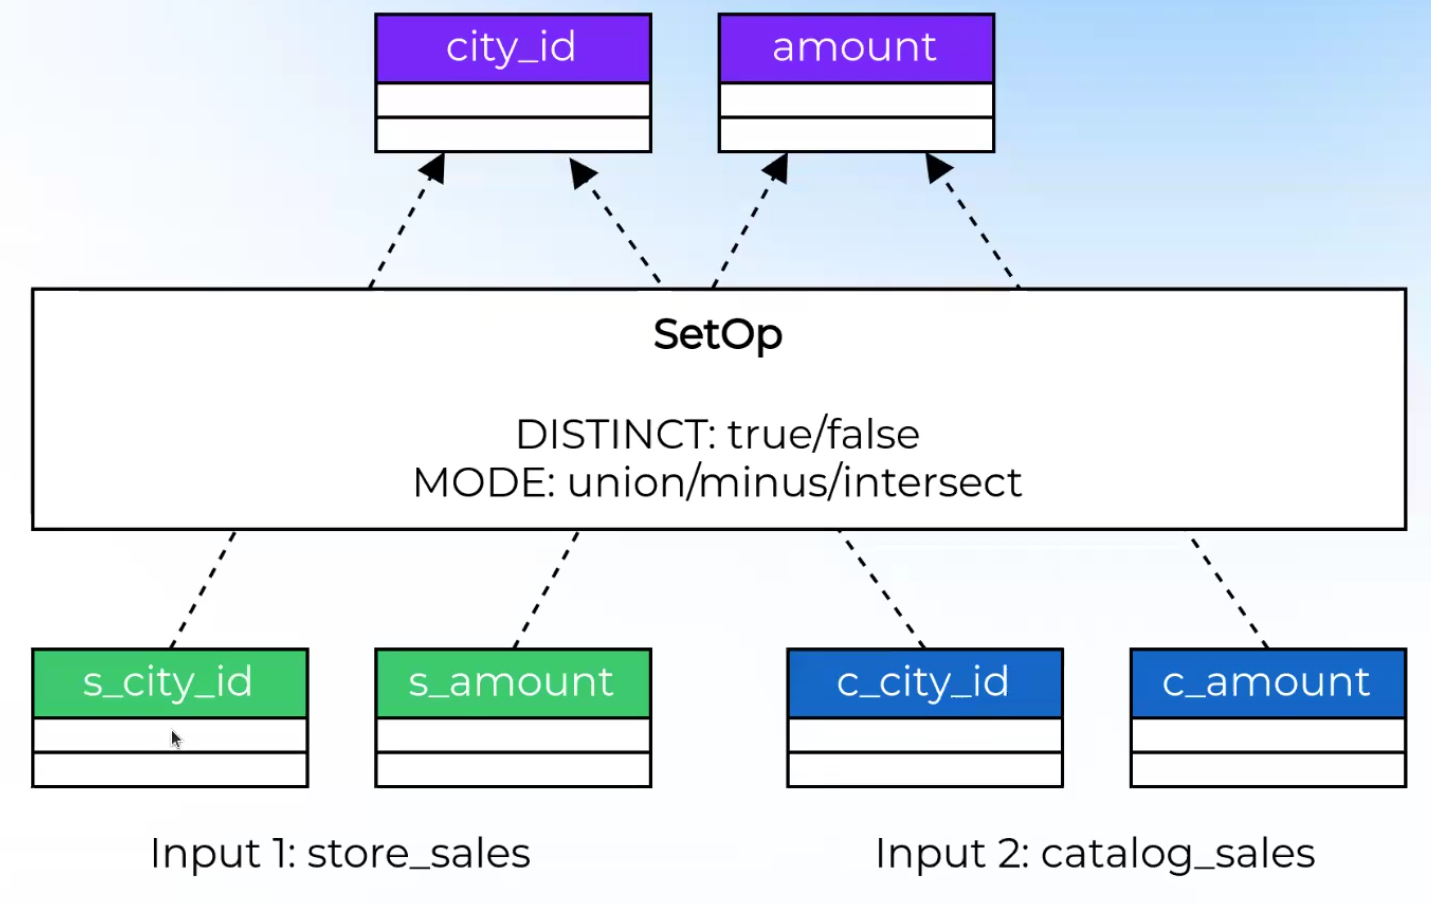 city_id
amount
SetOp
DISTINCT: true/false
MODE: union/minus/intersect
s_city_id
s_amount
c_city_id
c_amount
Input 1: store_sales
Input 2: catalog_sales